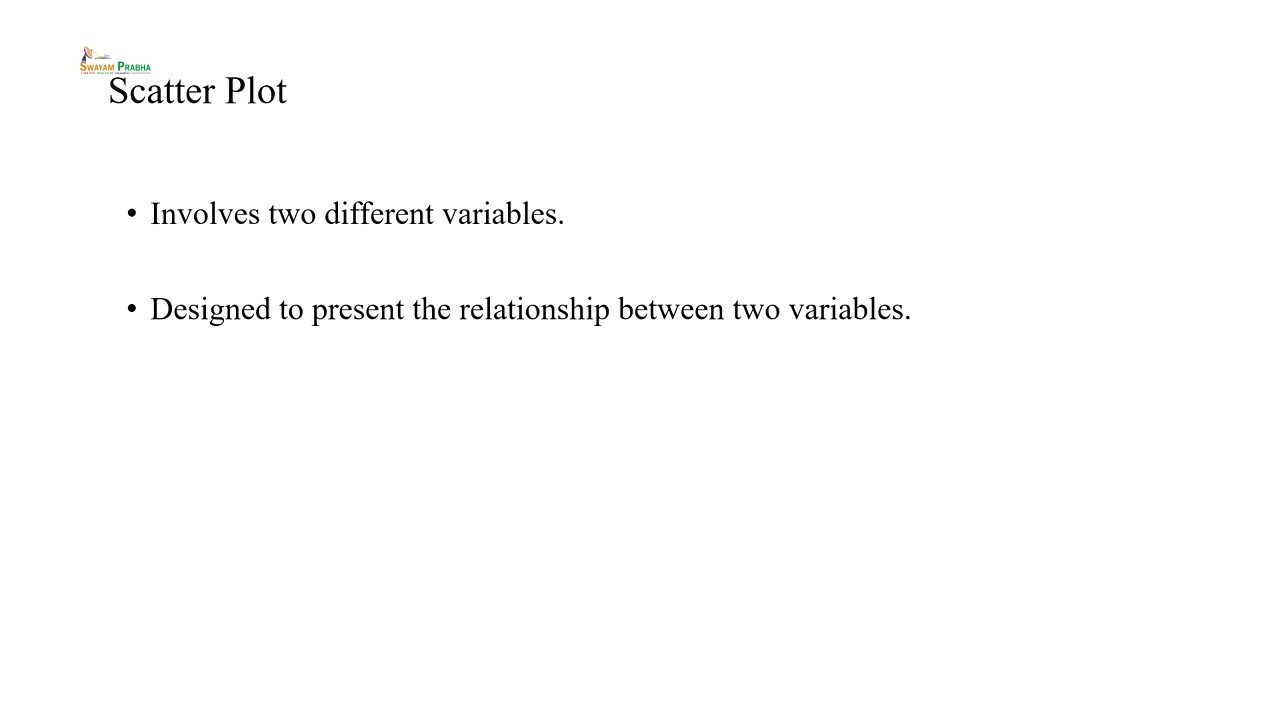 SWAYAM PRABHA
Scatter Plot
• Involves two different variables.
• Designed to present the relationship between two variables.